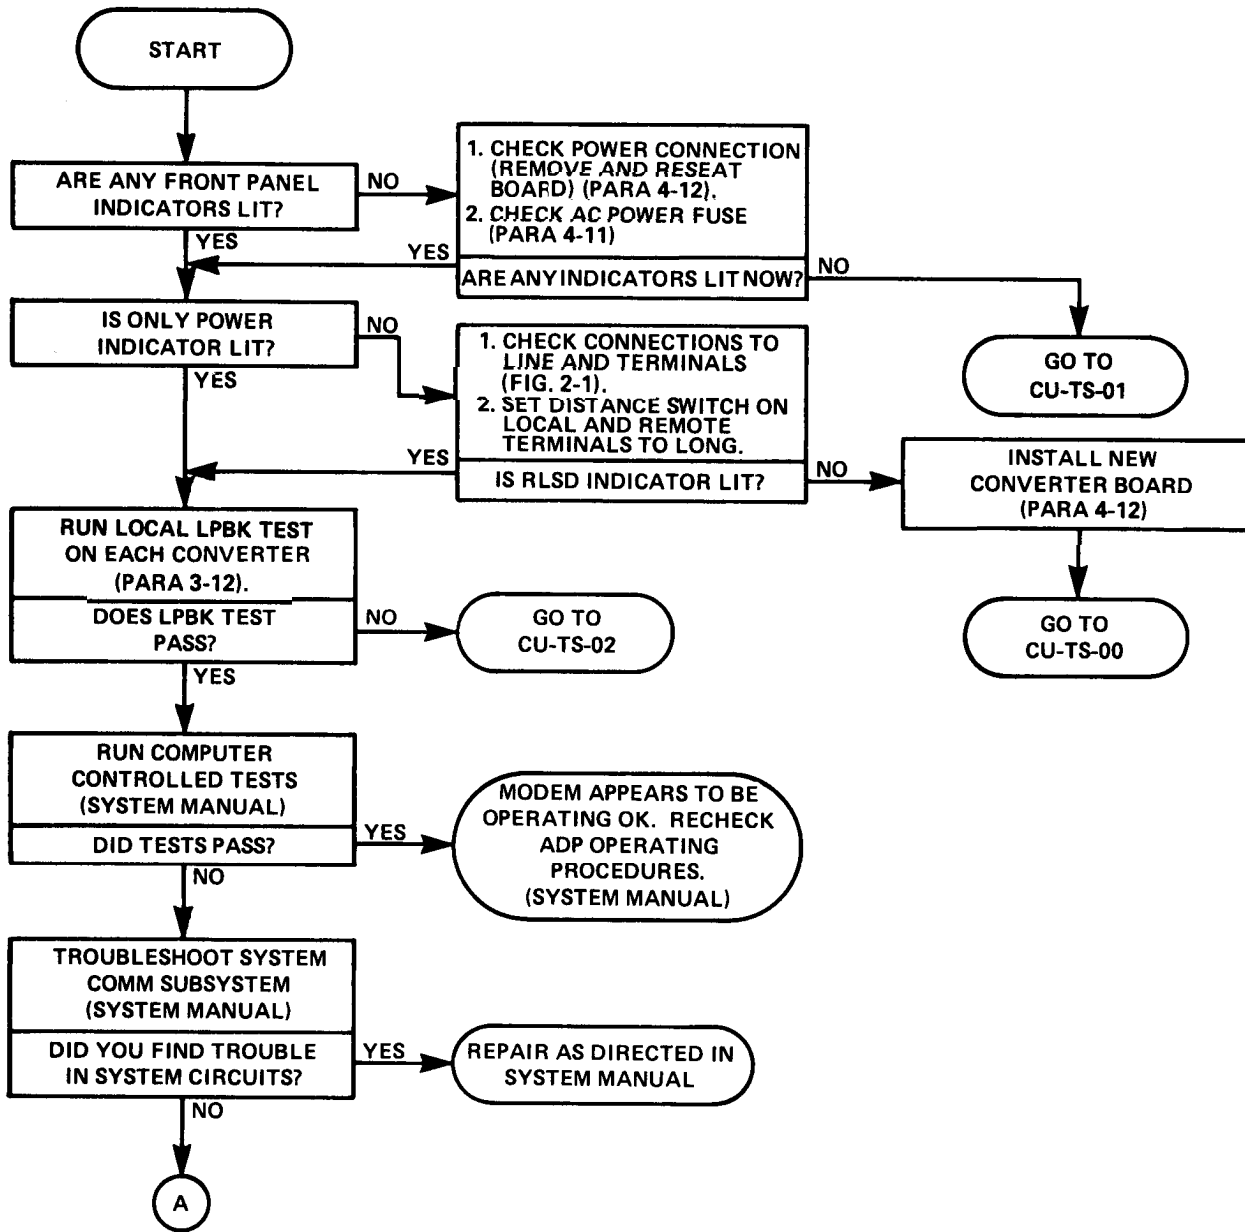 START
ARE ANY FRONT PANEL
INDICATORS LIT?
NO
YES
1. CHECK POWER CONNECTION
(REMOVE AND RESEAT
BOARD) (PARA 4-12).
2. CHECK AC POWER FUSE
(PARA 4-11)
YES
ARE ANY INDICATORS LIT NOW?
NO
GO TO
CU-TS-01
IS ONLY POWER
INDICATOR LIT?
NO
YES
1. CHECK CONNECTIONS TO
LINE AND TERMINALS
(FIG. 2-1).
2. SET DISTANCE SWITCH ON
LOCAL AND REMOTE
TERMINALS TO LONG.
YES
IS RLSD INDICATOR LIT?
NO
INSTALL NEW
CONVERTER BOARD
(PARA 4-12)
GO TO
CU-TS-00
RUN LOCAL LPBK TEST
ON EACH CONVERTER
(PARA 3-12).
DOES LPBK TEST
PASS?
NO
YES
GO TO
CU-TS-02
RUN COMPUTER
CONTROLLED TESTS
(SYSTEM MANUAL)
DID TESTS PASS?
YES
NO
MODEM APPEARS TO BE
OPERATING OK. RECHECK
ADP OPERATING
PROCEDURES.
(SYSTEM MANUAL)
TROUBLESHOOT SYSTEM
COMM SUBSYSTEM
(SYSTEM MANUAL)
DID YOU FIND TROUBLE
IN SYSTEM CIRCUITS?
YES
NO
REPAIR AS DIRECTED IN
SYSTEM MANUAL
A